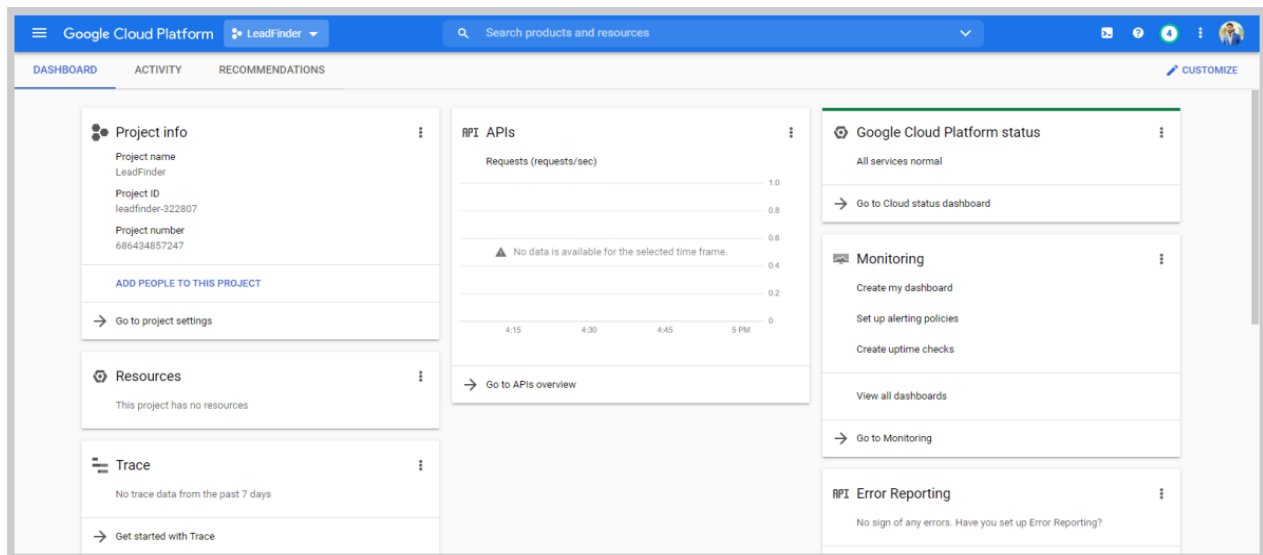 Google Cloud Platform
LeadFinder
Search products and resources
4
DASHBOARD
ACTIVITY
RECOMMENDATIONS
CUSTOMIZE
Project info
Project name
LeadFinder
Project ID
leadfinder-322807
Project number
686434857247
ADD PEOPLE TO THIS PROJECT
Go to project settings
Resources
This project has no resources
Trace
No trace data from the past 7 days
Get started with Trace
API APIs
Requests (requests/sec)
1.0
0.8
0.6
No data is available for the selected time frame.
0.4
0.2
0
4:15 4:30 4:45 5 PM
Go to APIs overview
Google Cloud Platform status
All services normal
Go to Cloud status dashboard
Monitoring
Create my dashboard
Set up alerting policies
Create uptime checks
View all dashboards
Go to Monitoring
API Error Reporting
No sign of any errors. Have you set up Error Reporting?